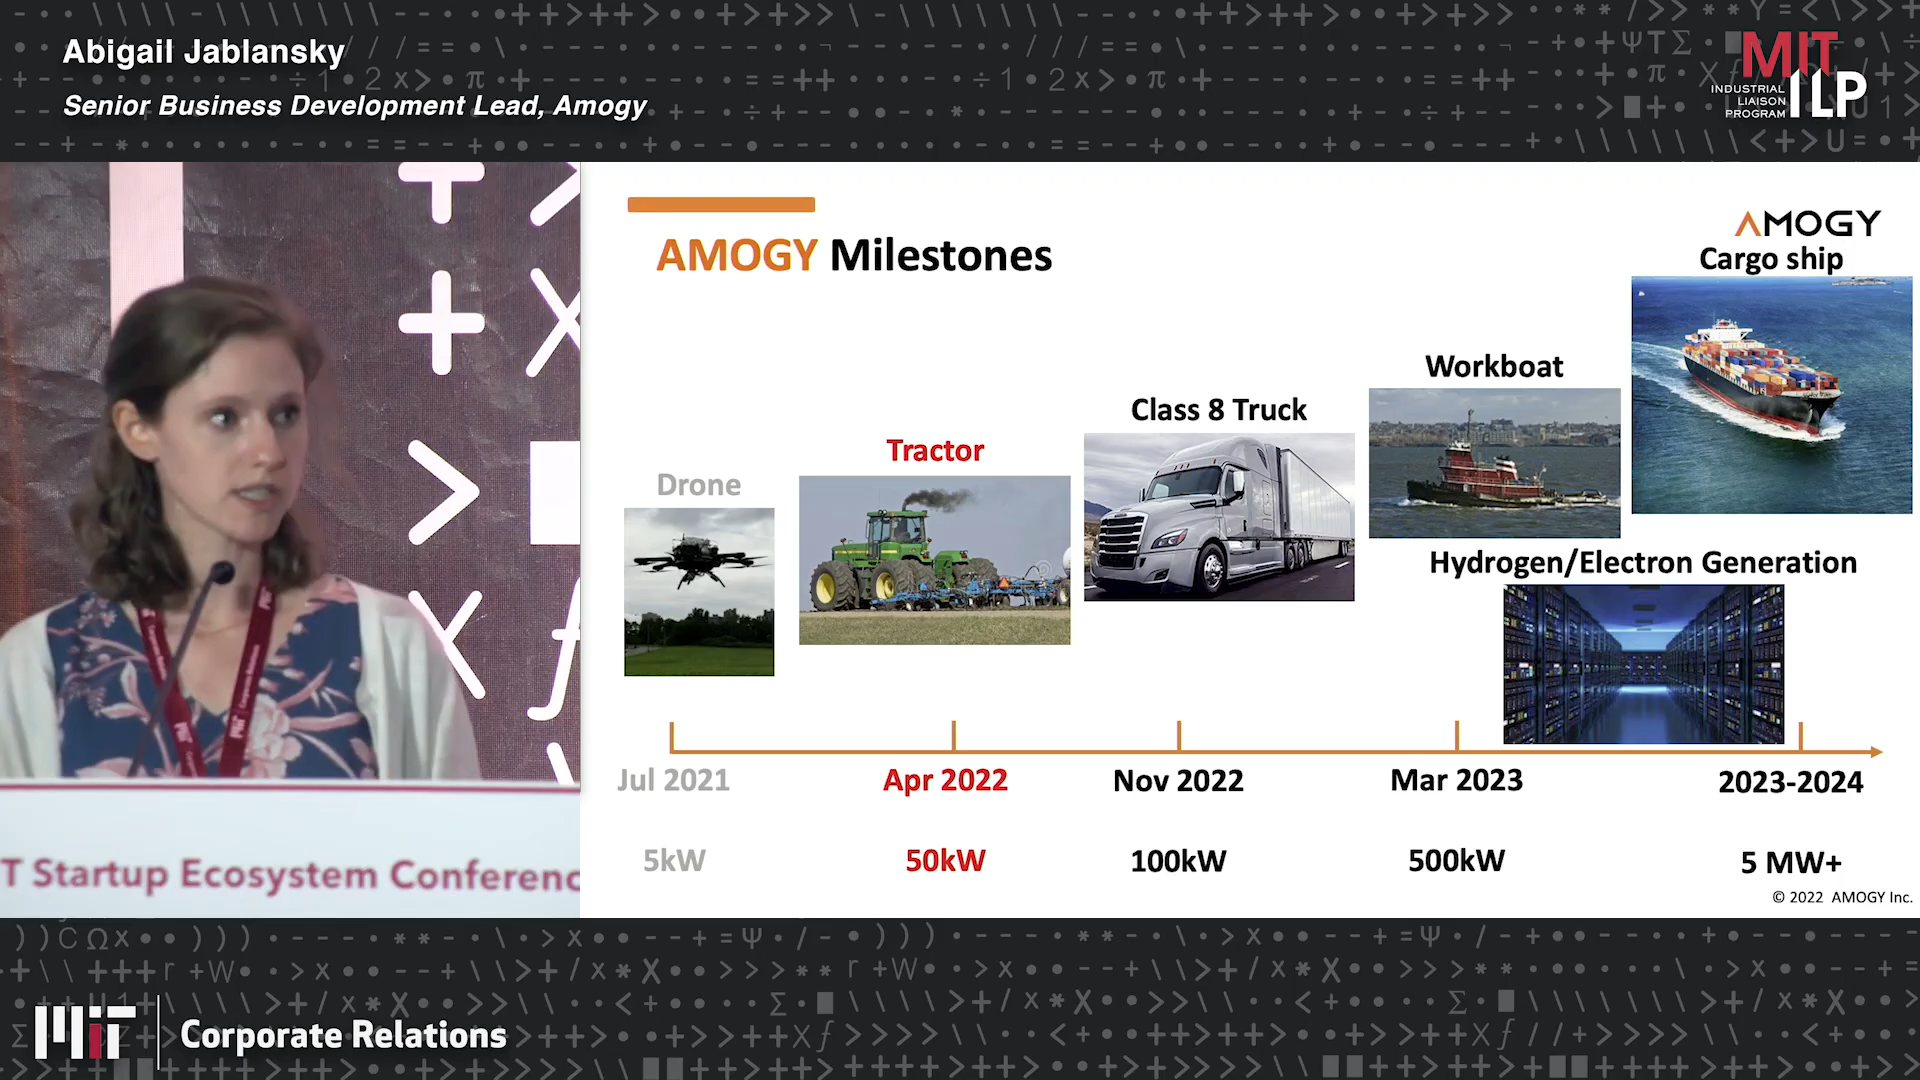 Abigail Jablansky
Senior Business Development Lead, Amogy
MIT
ILP
INDUSTRIAL
LIAISON
PROGRAM
AMOGY
AMOGY Milestones
Cargo ship
Workboat
Class 8 Truck
Tractor
Drone
Hydrogen/Electron Generation
Jul 2021
Apr 2022
Nov 2022
Mar 2023
2023-2024
5kW
50kW
100kW
500kW
5 MW+
© 2022 AMOGY Inc.
T Startup Ecosystem Conferenc
MIT
Corporate Relations